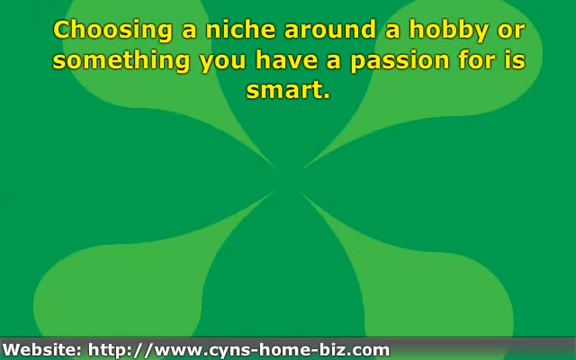 Choosing a niche around a hobby or
something you have a passion for is
smart.
Website: http://www.cyns-home-biz.com